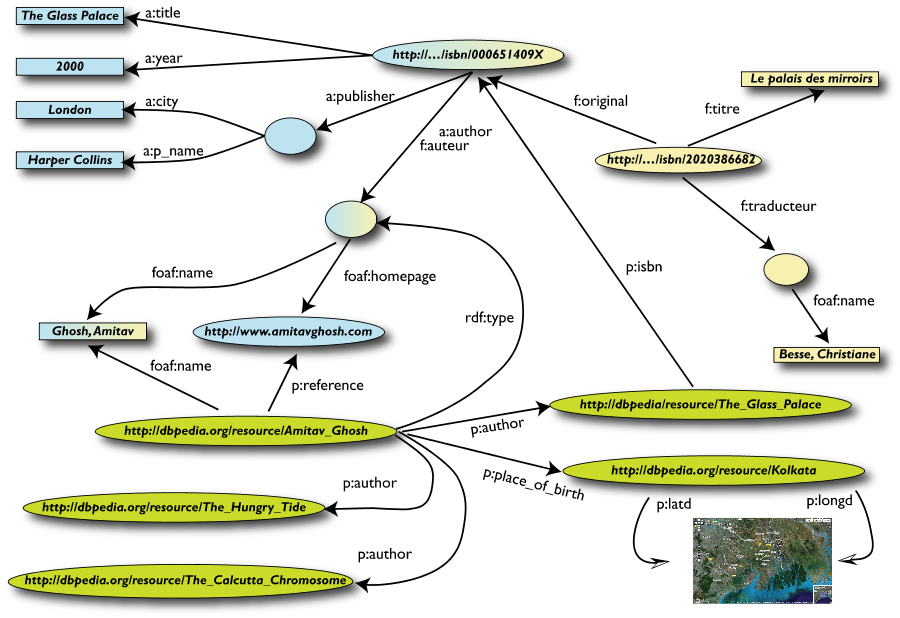 The Glass Palace
a:title
http://…/isbn/000651409X
2000
a:year
Le palais des mirroirs
London
a:city
a:publisher
f:original
f:titre
a:author
f:auteur
Harper Collins
a:p_name
http://…/isbn/2020386682
f:traducteur
p:isbn
foaf:name
foaf:homepage
foaf:name
rdf:type
Ghosh, Amitav
http://www.amitavghosh.com
Besse, Christiane
foaf:name
p:reference
http://dbpedia/resource/The_Glass_Palace
http://dbpedia.org/resource/Amitav_Ghosh
p:author
p:place_of_birth
http://dbpedia.org/resource/Kolkata
p:author
http://dbpedia.org/resource/The_Hungry_Tide
p:latd
p:longd
p:author
http://dbpedia.org/resource/The_Calcutta_Chromosome